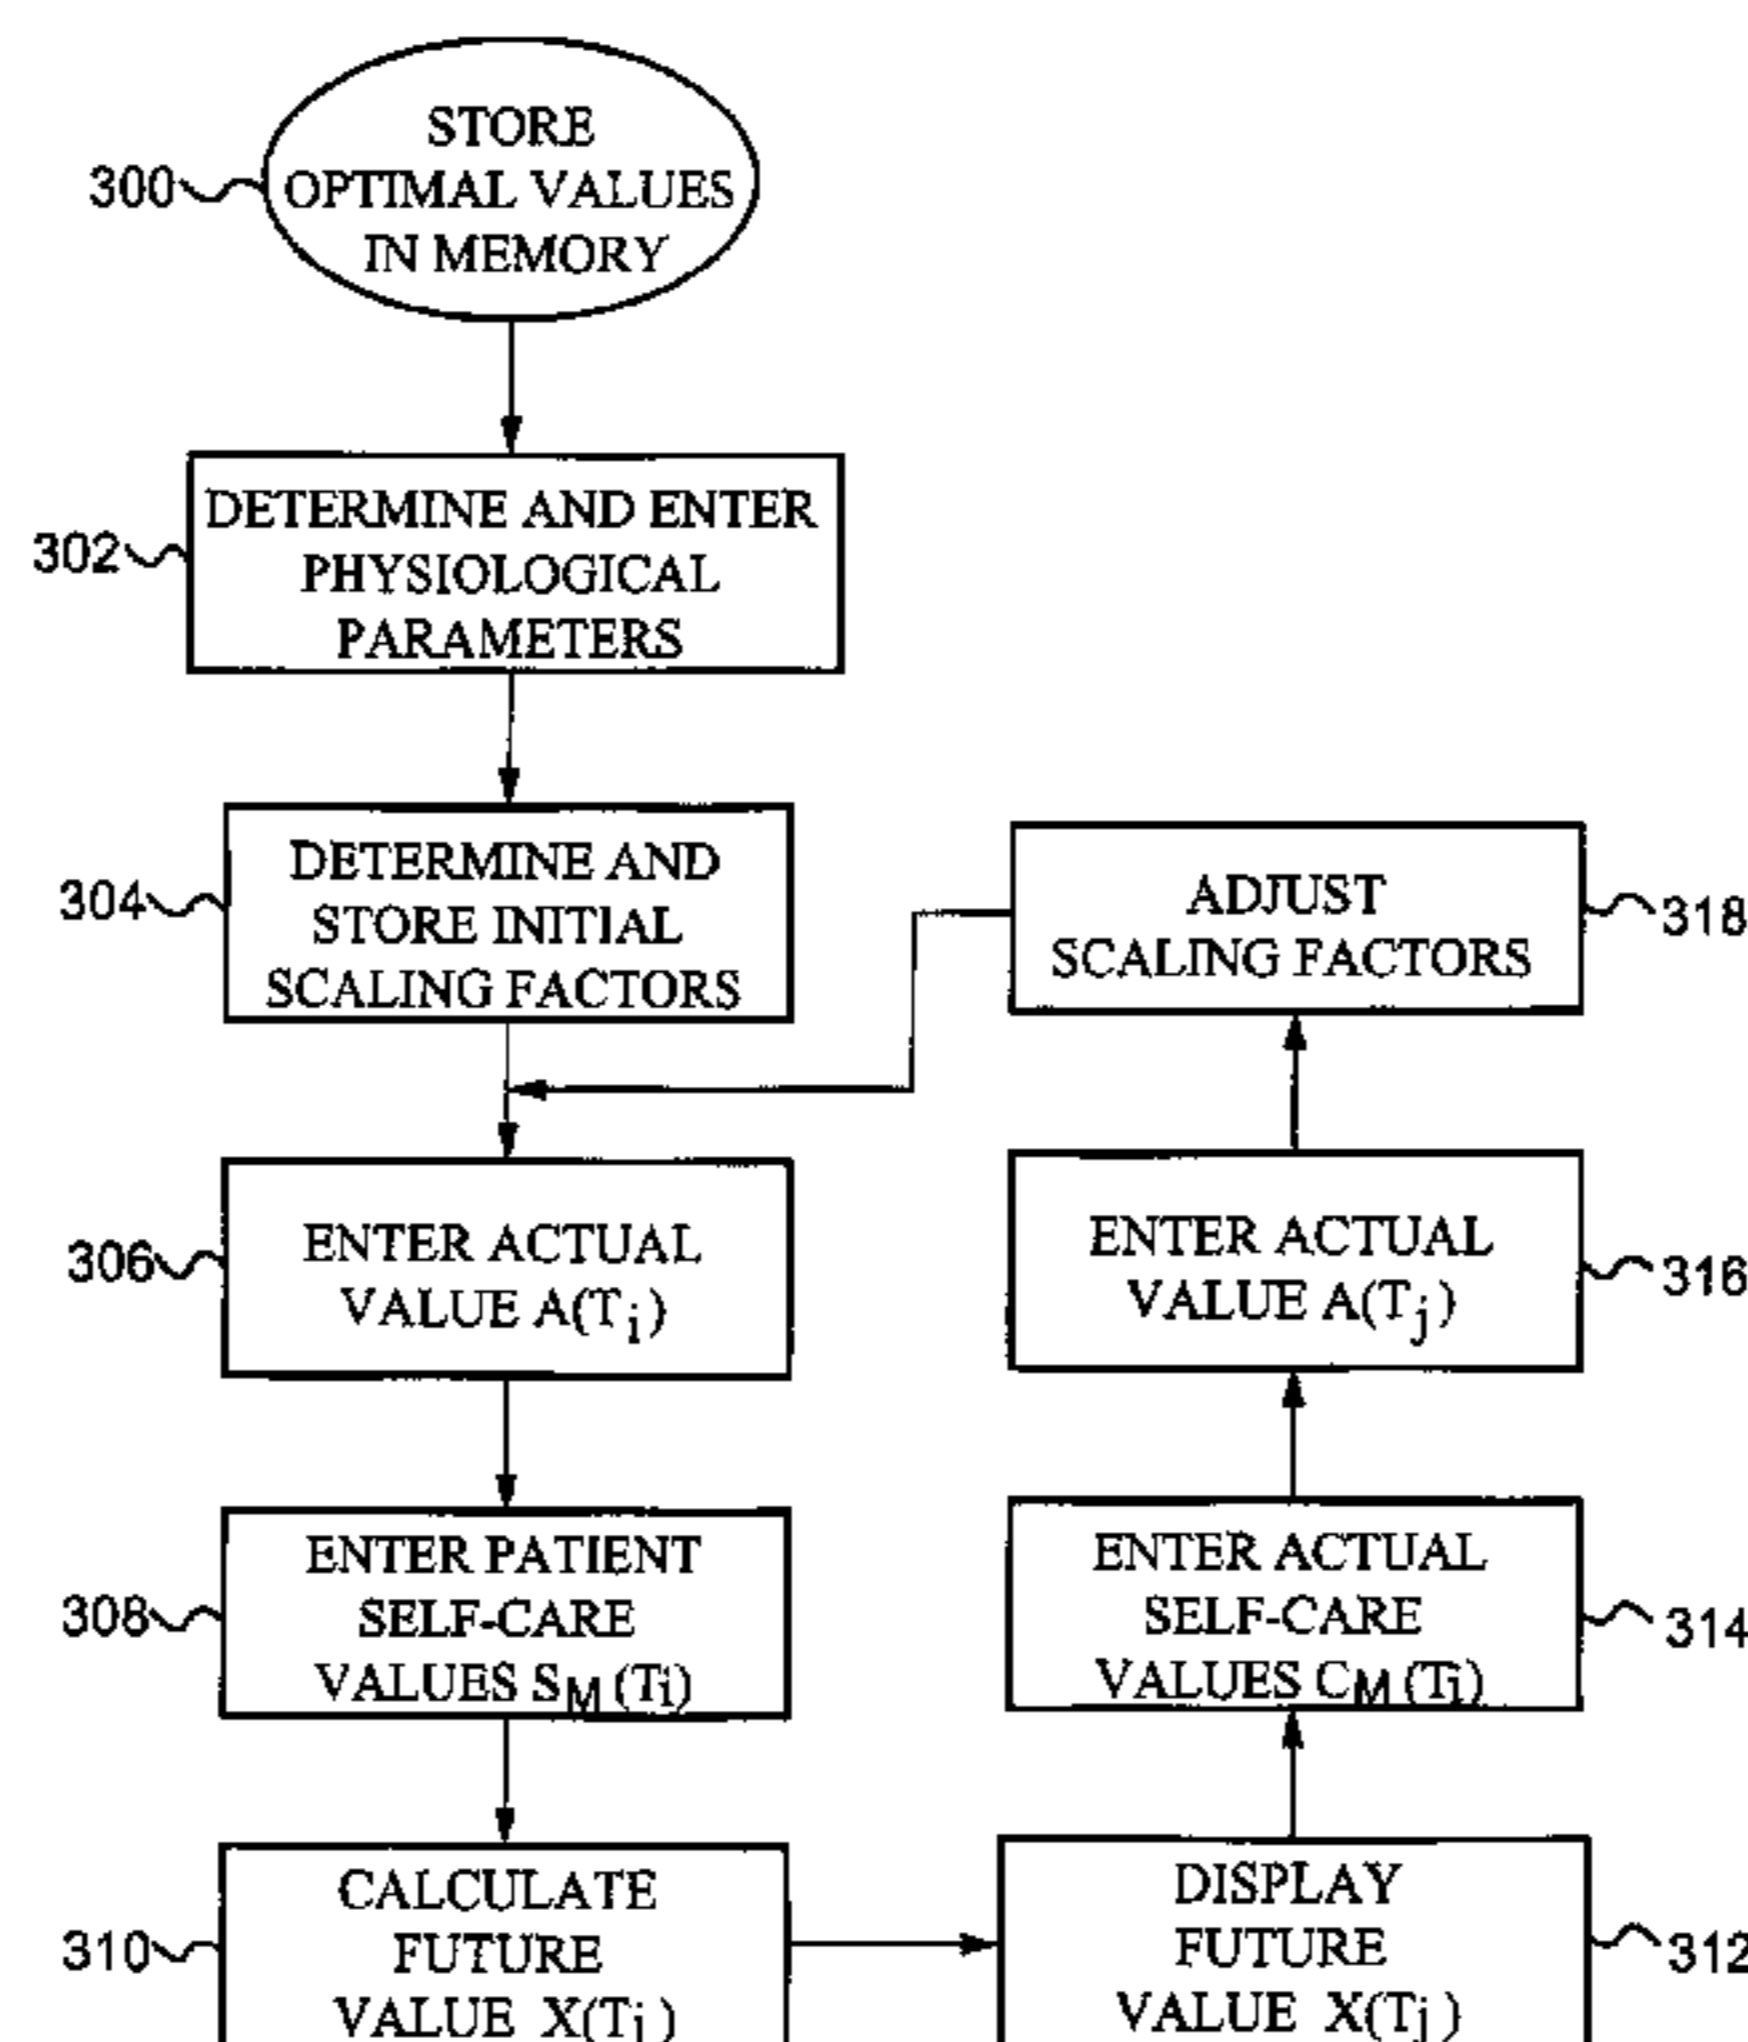 300
STORE
OPTIMAL VALUES
IN MEMORY
302
DETERMINE AND ENTER
PHYSIOLOGICAL
PARAMETERS
304
DETERMINE AND
STORE INITIAL
SCALING FACTORS
306
ENTER ACTUAL
VALUE A(Ti)
308
ENTER PATIENT
SELF-CARE
VALUES SM (Ti)
310
CALCULATE
FUTURE
VALUE X(Tj)
DISPLAY
FUTURE
VALUE X(Tj)
312
ENTER ACTUAL
SELF-CARE
VALUES CM (Ti)
314
ENTER ACTUAL
VALUE A(Tj)
316
ADJUST
SCALING FACTORS
318